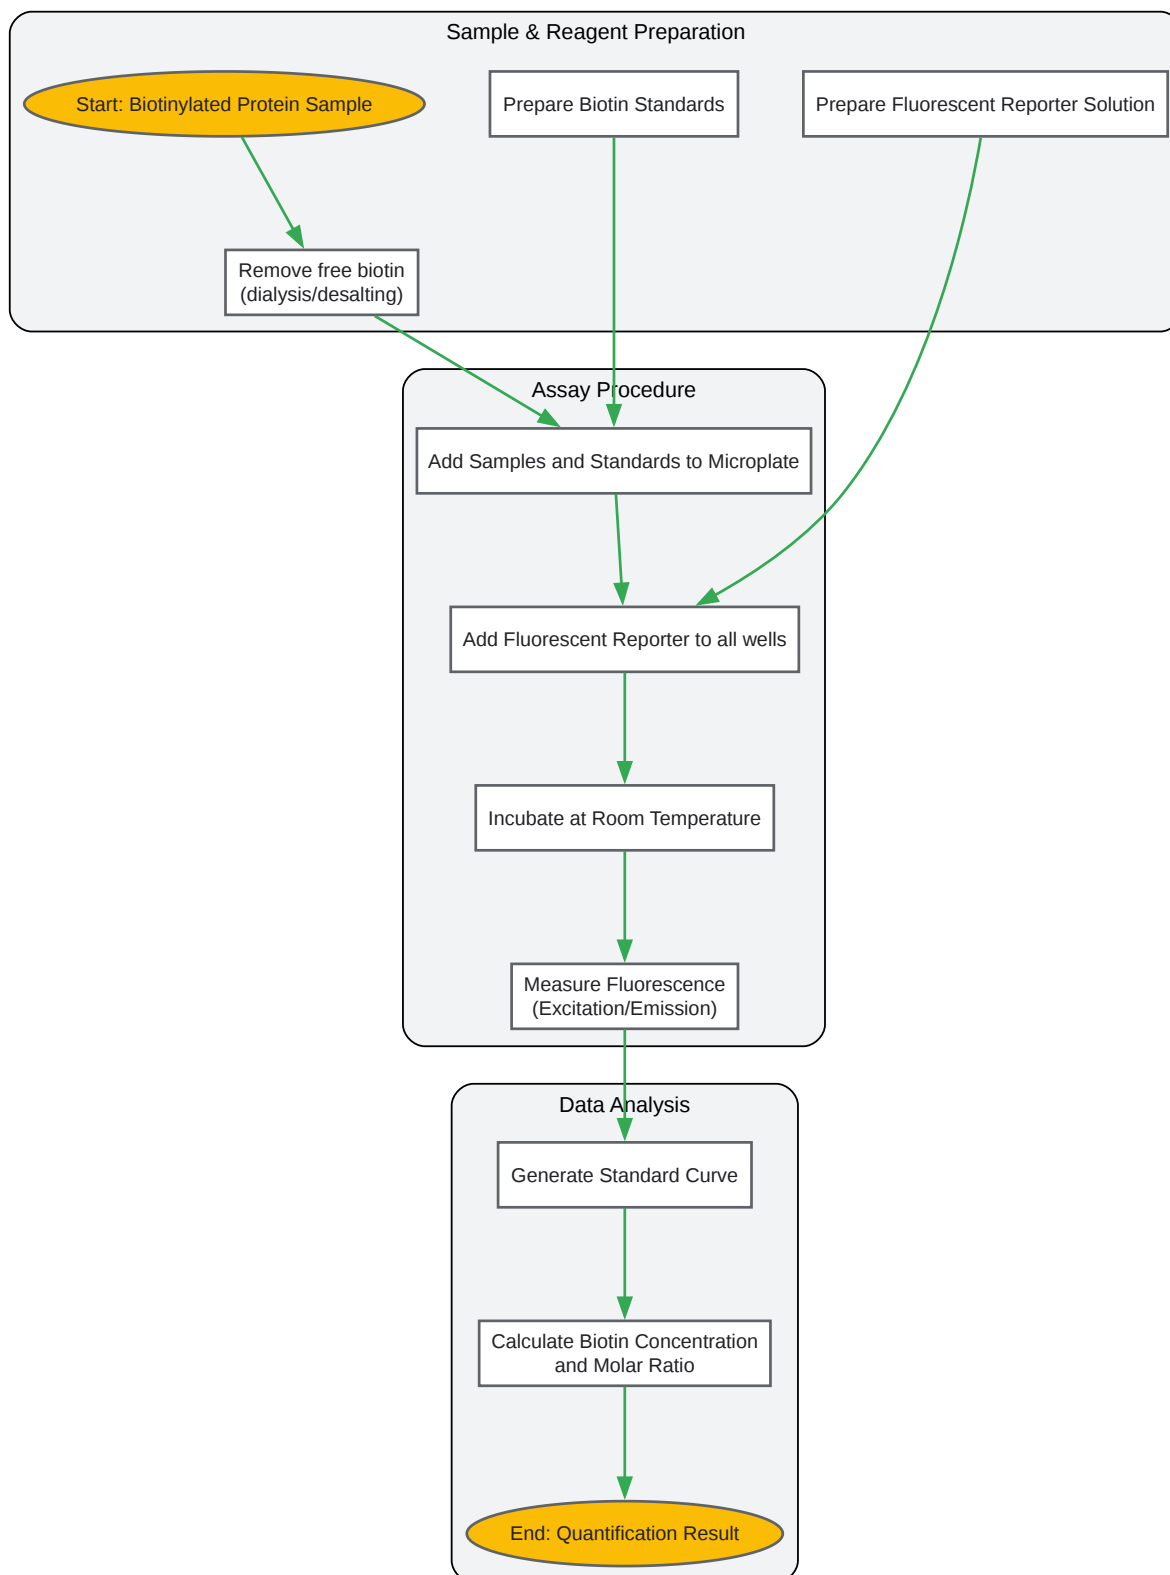 Sample & Reagent Preparation
Start: Biotinylated Protein Sample
Prepare Biotin Standards
Prepare Fluorescent Reporter Solution
Remove free biotin
(dialysis/desalting)
Assay Procedure
Add Samples and Standards to Microplate
Add Fluorescent Reporter to all wells
Incubate at Room Temperature
Measure Fluorescence
(Excitation/Emission)
Data Analysis
Generate Standard Curve
Calculate Biotin Concentration
and Molar Ratio
End: Quantification Result